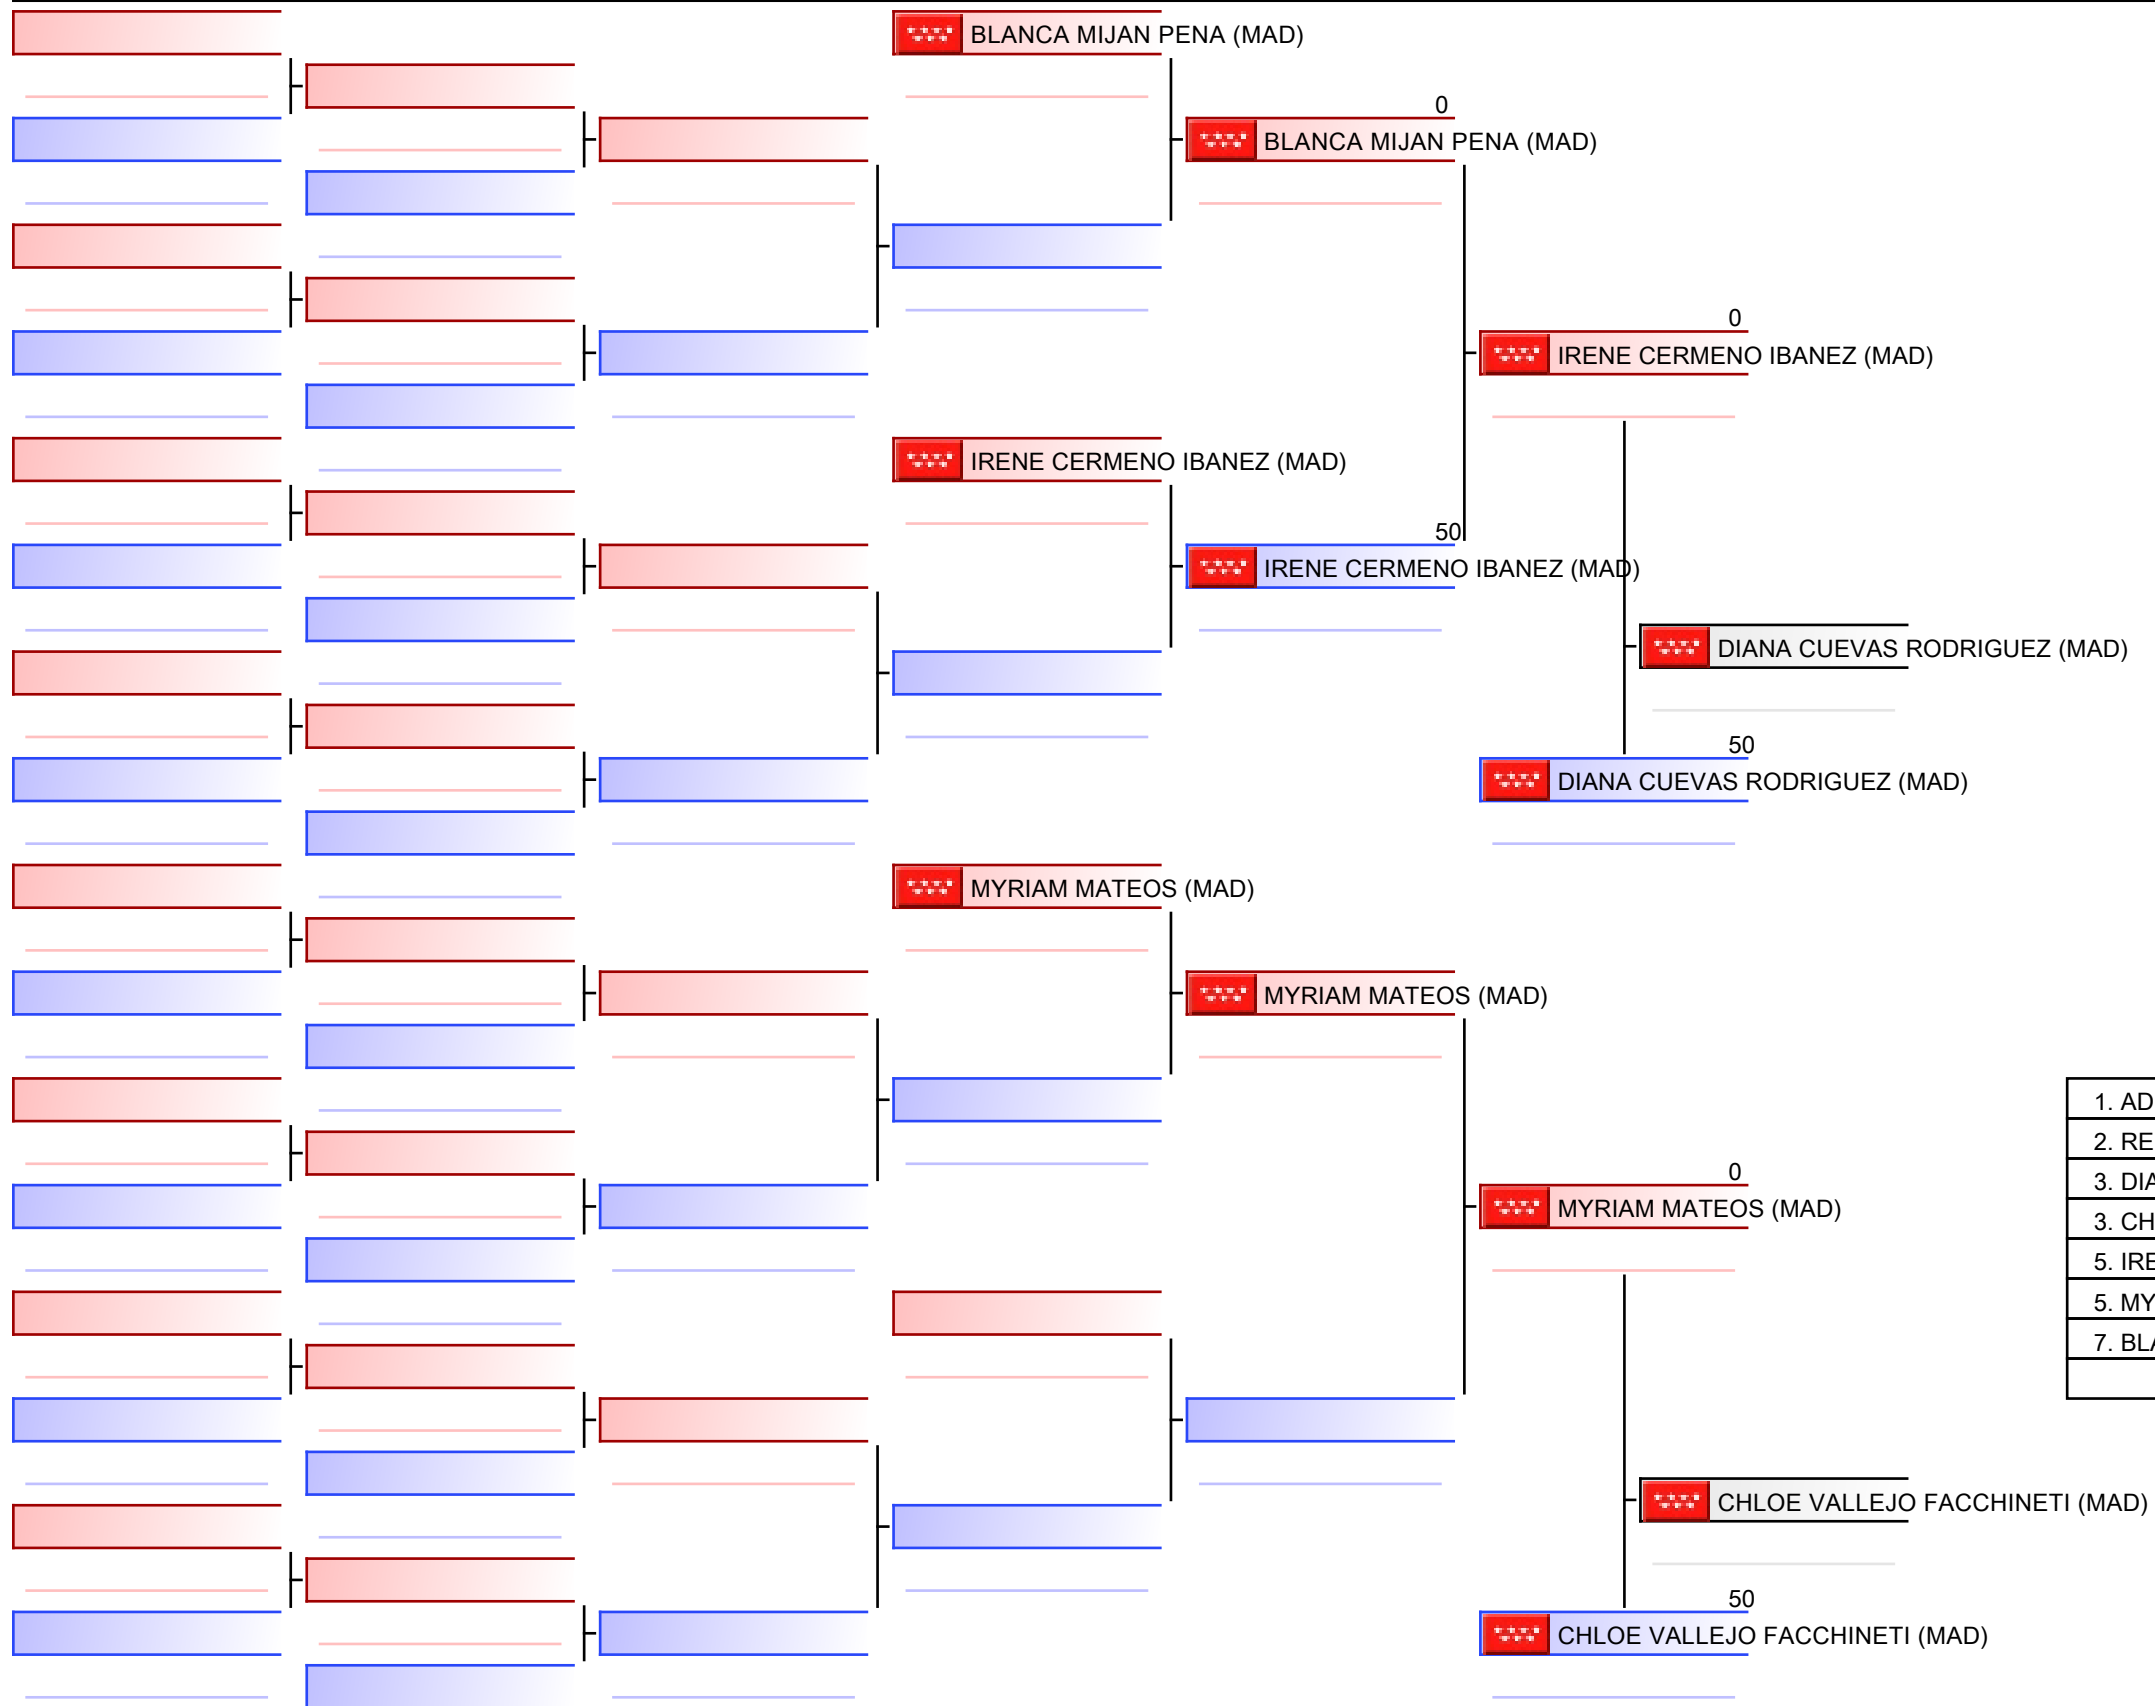 BLANCA MIJAN PENA (MAD)
0
BLANCA MIJAN PENA (MAD)
0
IRENE CERMENO IBANEZ (MAD)
IRENE CERMENO IBANEZ (MAD)
50
IRENE CERMENO IBANEZ (MAD)
DIANA CUEVAS RODRIGUEZ (MAD)
50
DIANA CUEVAS RODRIGUEZ (MAD)
MYRIAM MATEOS (MAD)
MYRIAM MATEOS (MAD)
0
MYRIAM MATEOS (MAD)
1. AD
2. RE
3. DIA
3. CH
5. IRE
5. MY
7. BLA
CHLOE VALLEJO FACCHINETI (MAD)
50
CHLOE VALLEJO FACCHINETI (MAD)